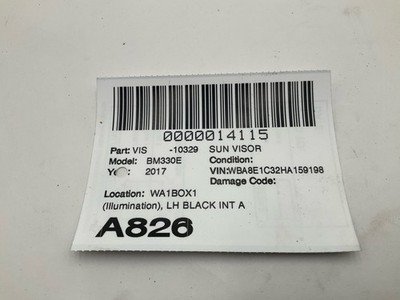 0000014115
Part: VIS -10329 SUN VISOR
Model: BM330E Condition:
Year: 2017 VIN:WBA8E1C32HA159198
Damage Code:
Location: WA1BOX1
(Illumination), LH BLACK INT A
A826